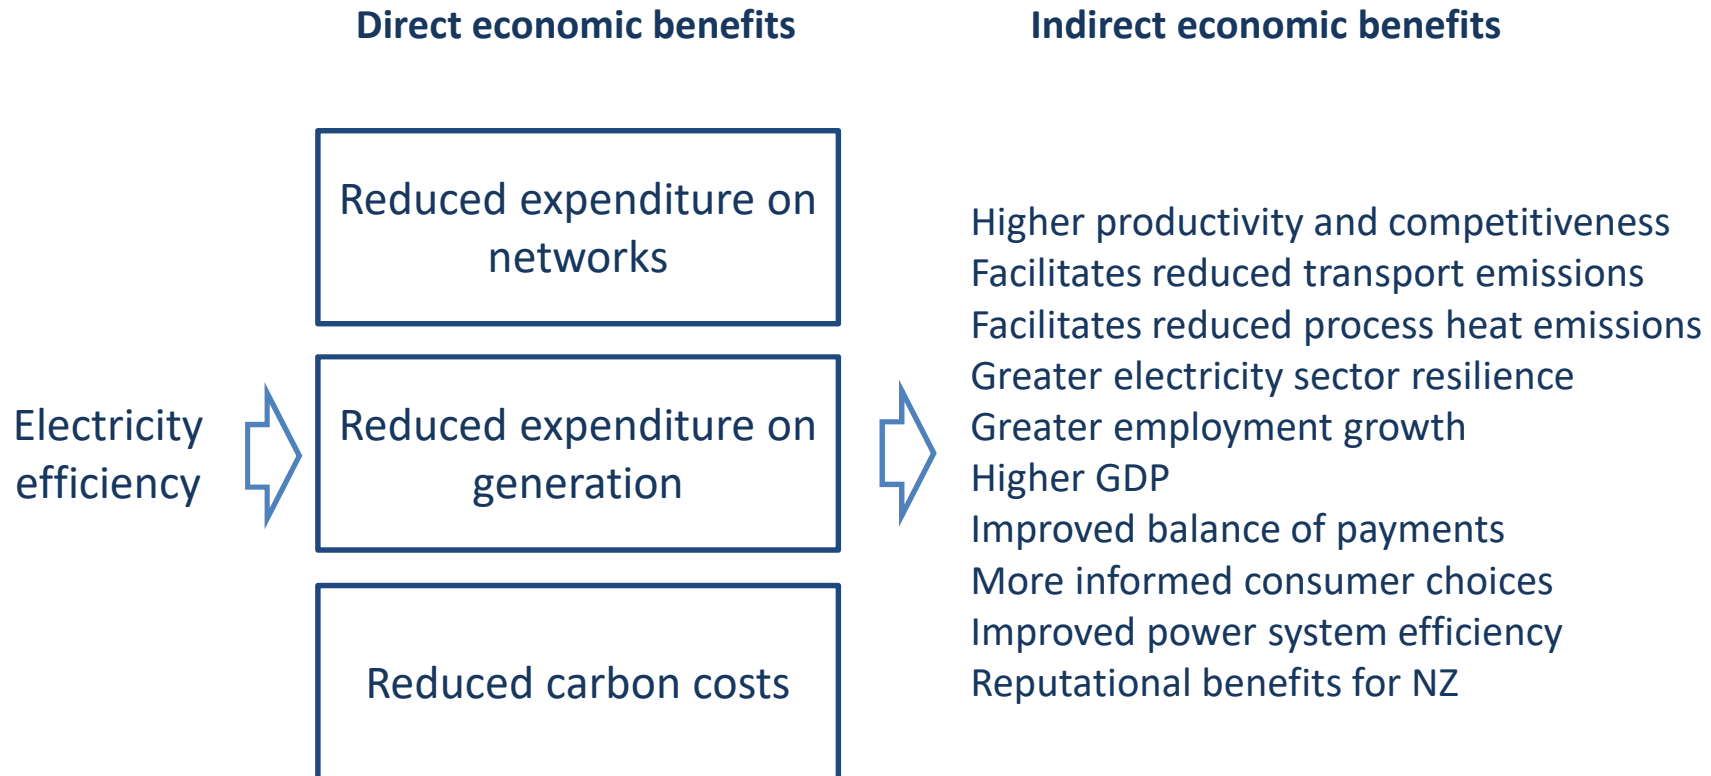 Direct economic benefits
Indirect economic benefits
Electricity
efficiency
Reduced expenditure on
networks
Reduced expenditure on
generation
Reduced carbon costs
Higher productivity and competitiveness
Facilitates reduced transport emissions
Facilitates reduced process heat emissions
Greater electricity sector resilience
Greater employment growth
Higher GDP
Improved balance of payments
More informed consumer choices
Improved power system efficiency
Reputational benefits for NZ